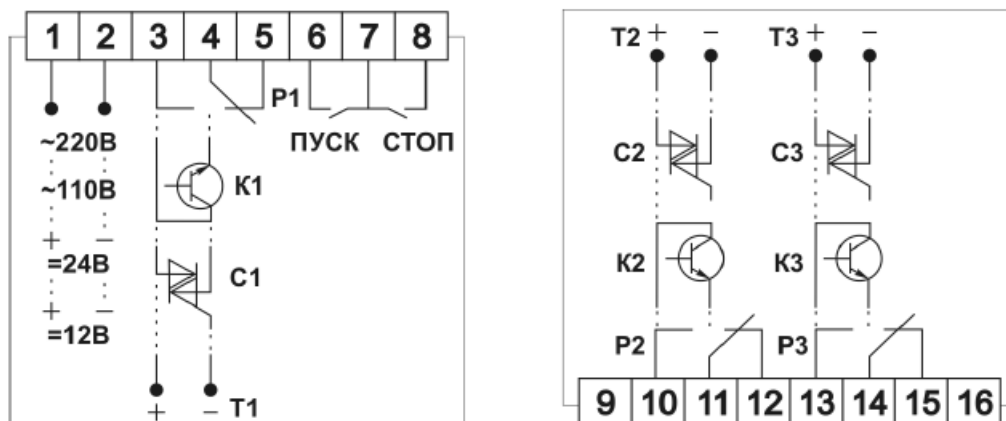 1 2 3 4 5 6 7 8
P1
ПУСК СТОП
~220В
~110В
K1
+ −
=24В
C1
+ −
=12В
+ − T1
T2 + − T3 + −
C2 C3
K2 K3
P2 P3
9 10 11 12 13 14 15 16